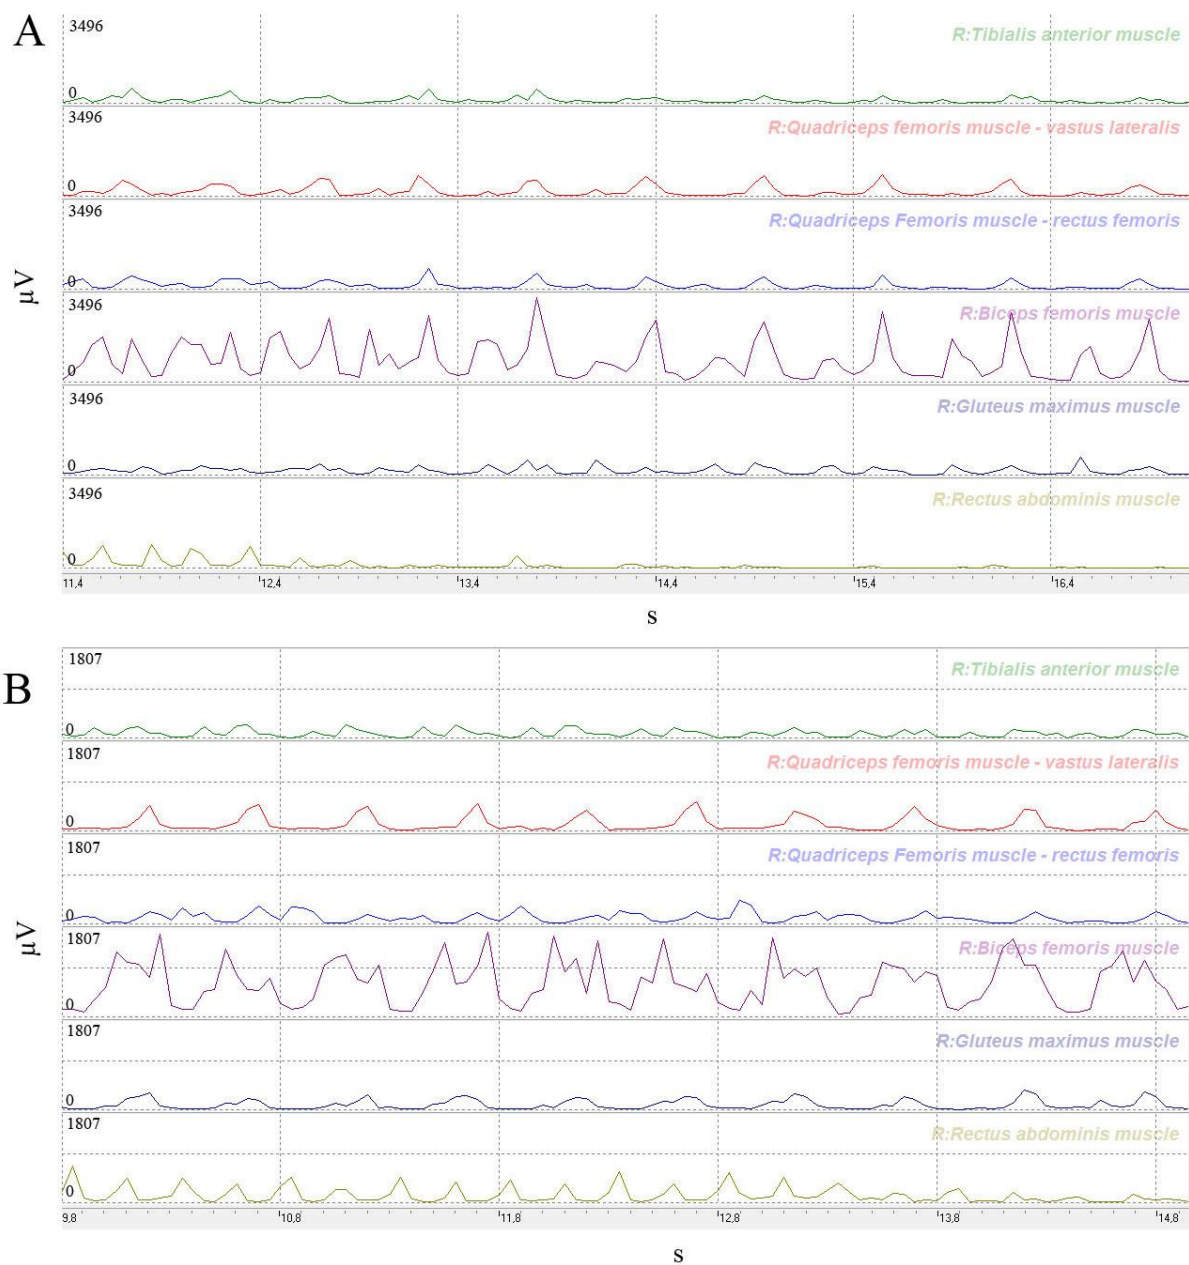 A
3496
R:Tibialis anterior muscle
0
3496
R:Quadriceps femoris muscle - vastus lateralis
0
3496
R:Quadriceps Femoris muscle - rectus femoris
0
µV
3496
R:Biceps femoris muscle
0
3496
R:Gluteus maximus muscle
0
3496
R:Rectus abdominis muscle
0
11,4 12,4 13,4 14,4 15,4 16,4
s
B
1807
R:Tibialis anterior muscle
0
1807
R:Quadriceps femoris muscle - vastus lateralis
0
1807
R:Quadriceps Femoris muscle - rectus femoris
0
µV
1807
R:Biceps femoris muscle
0
1807
R:Gluteus maximus muscle
0
1807
R:Rectus abdominis muscle
0
9,8 10,8 11,8 12,8 13,8 14,8
s